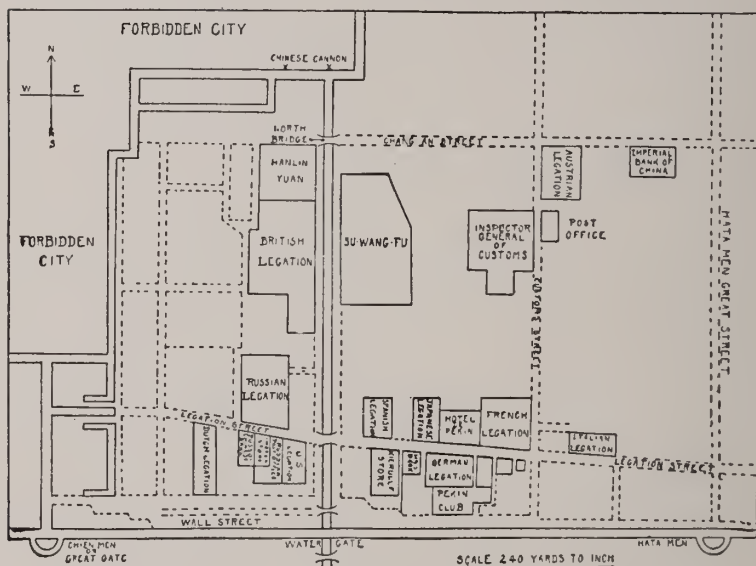 FORBIDDEN CITY
CHINESE CANNON
N
W E
S
NORTH
BRIDGE
CHANG AN STREET
HANLIN
YUAN
AUSTRIAN
LEGATION
IMPERIAL
BANK OF
CHINA
FORBIDDEN
CITY
BRITISH
LEGATION
SU-WANG-FU
INSPECTOR
GENERAL
OF
CUSTOMS
POST
OFFICE
CUSTOMS STREET
HATA MEN GREAT STREET
RUSSIAN
LEGATION
SPANISH
LEGATION
JAPANESE
LEGATION
HOTEL
PEKIN
FRENCH
LEGATION
ITALIAN
LEGATION
LEGATION STREET
DUTCH LEGATION
U S
LEGATION
STORE
GERMAN
LEGATION
PEKIN
CLUB
LEGATION STREET
WALL STREET
CHIEN MEN
OR
GREAT GATE
WATER GATE
HATA MEN
SCALE 240 YARDS TO INCH